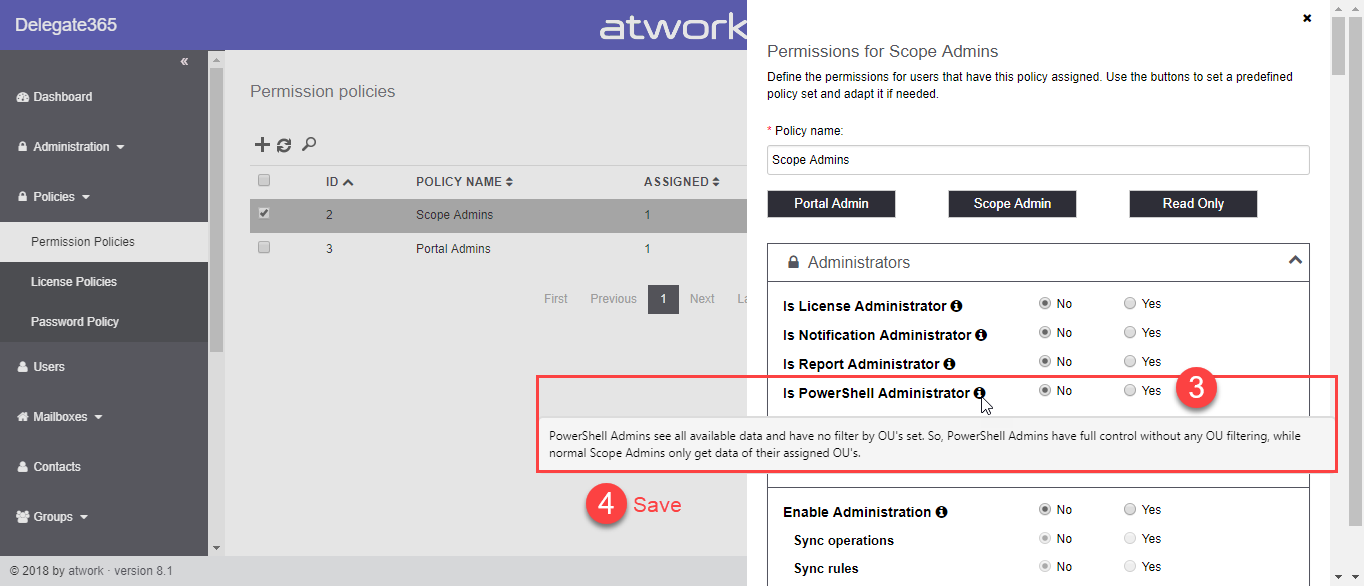 Delegate365
atwork
«
Dashboard
Administration
Policies
Permission Policies
License Policies
Password Policy
Users
Mailboxes
Contacts
Groups
© 2018 by atwork · version 8.1
Permission policies
ID POLICY NAME ASSIGNED
2 Scope Admins 1
3 Portal Admins 1
First Previous 1 Next La
Permissions for Scope Admins
Define the permissions for users that have this policy assigned. Use the buttons to set a predefined
policy set and adapt it if needed.
* Policy name:
Scope Admins
Portal Admin Scope Admin Read Only
Administrators
Is License Administrator No Yes
Is Notification Administrator No Yes
Is Report Administrator No Yes
Is PowerShell Administrator No Yes 3
PowerShell Admins see all available data and have no filter by OU's set. So, PowerShell Admins have full control without any OU filtering, while
normal Scope Admins only get data of their assigned OU's.
4 Save
Enable Administration No Yes
Sync operations No Yes
Sync rules No Yes